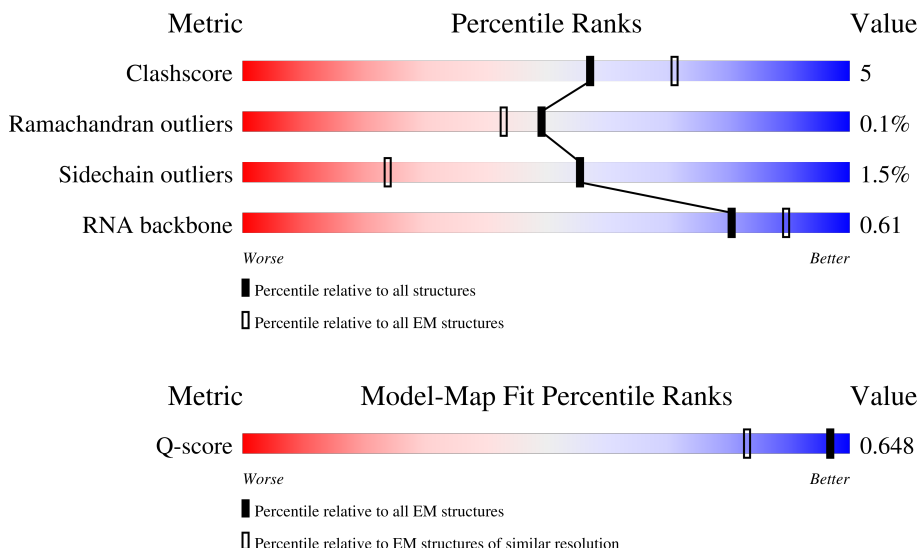 Metric Percentile Ranks Value
Clashscore 5
Ramachandran outliers 0.1%
Sidechain outliers 1.5%
RNA backbone 0.61
Worse Better
Percentile relative to all structures
Percentile relative to all EM structures
Metric Model-Map Fit Percentile Ranks Value
Q-score 0.648
Worse Better
Percentile relative to all EM structures
Percentile relative to EM structures of similar resolution